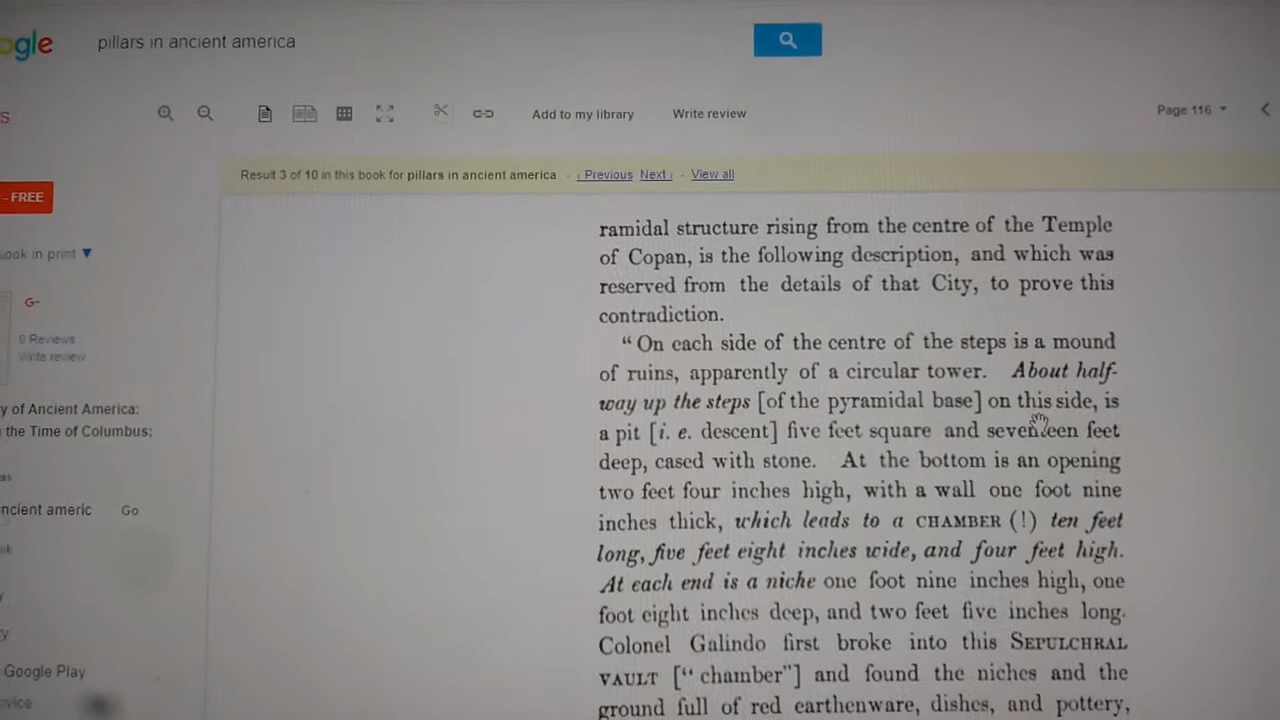 ogle pillars in ancient america
s
Add to my library Write review Page 116
Result 3 of 10 in this book for pillars in ancient america - ‹ Previous Next › - View all
- FREE
ook in print
G-
0 Reviews
Write review
y of Ancient America:
the Time of Columbus;
as
ncient americ Go
y
Google Play
rvice
ramidal structure rising from the centre of the Temple
of Copan, is the following description, and which was
reserved from the details of that City, to prove this
contradiction.
“ On each side of the centre of the steps is a mound
of ruins, apparently of a circular tower. About half-
way up the steps [of the pyramidal base] on this side, is
a pit [i. e. descent] five feet square and seventeen feet
deep, cased with stone. At the bottom is an opening
two feet four inches high, with a wall one foot nine
inches thick, which leads to a CHAMBER (!) ten feet
long, five feet eight inches wide, and four feet high.
At each end is a niche one foot nine inches high, one
foot eight inches deep, and two feet five inches long.
Colonel Galindo first broke into this SEPULCHRAL
VAULT [“ chamber”] and found the niches and the
ground full of red earthenware, dishes, and pottery,